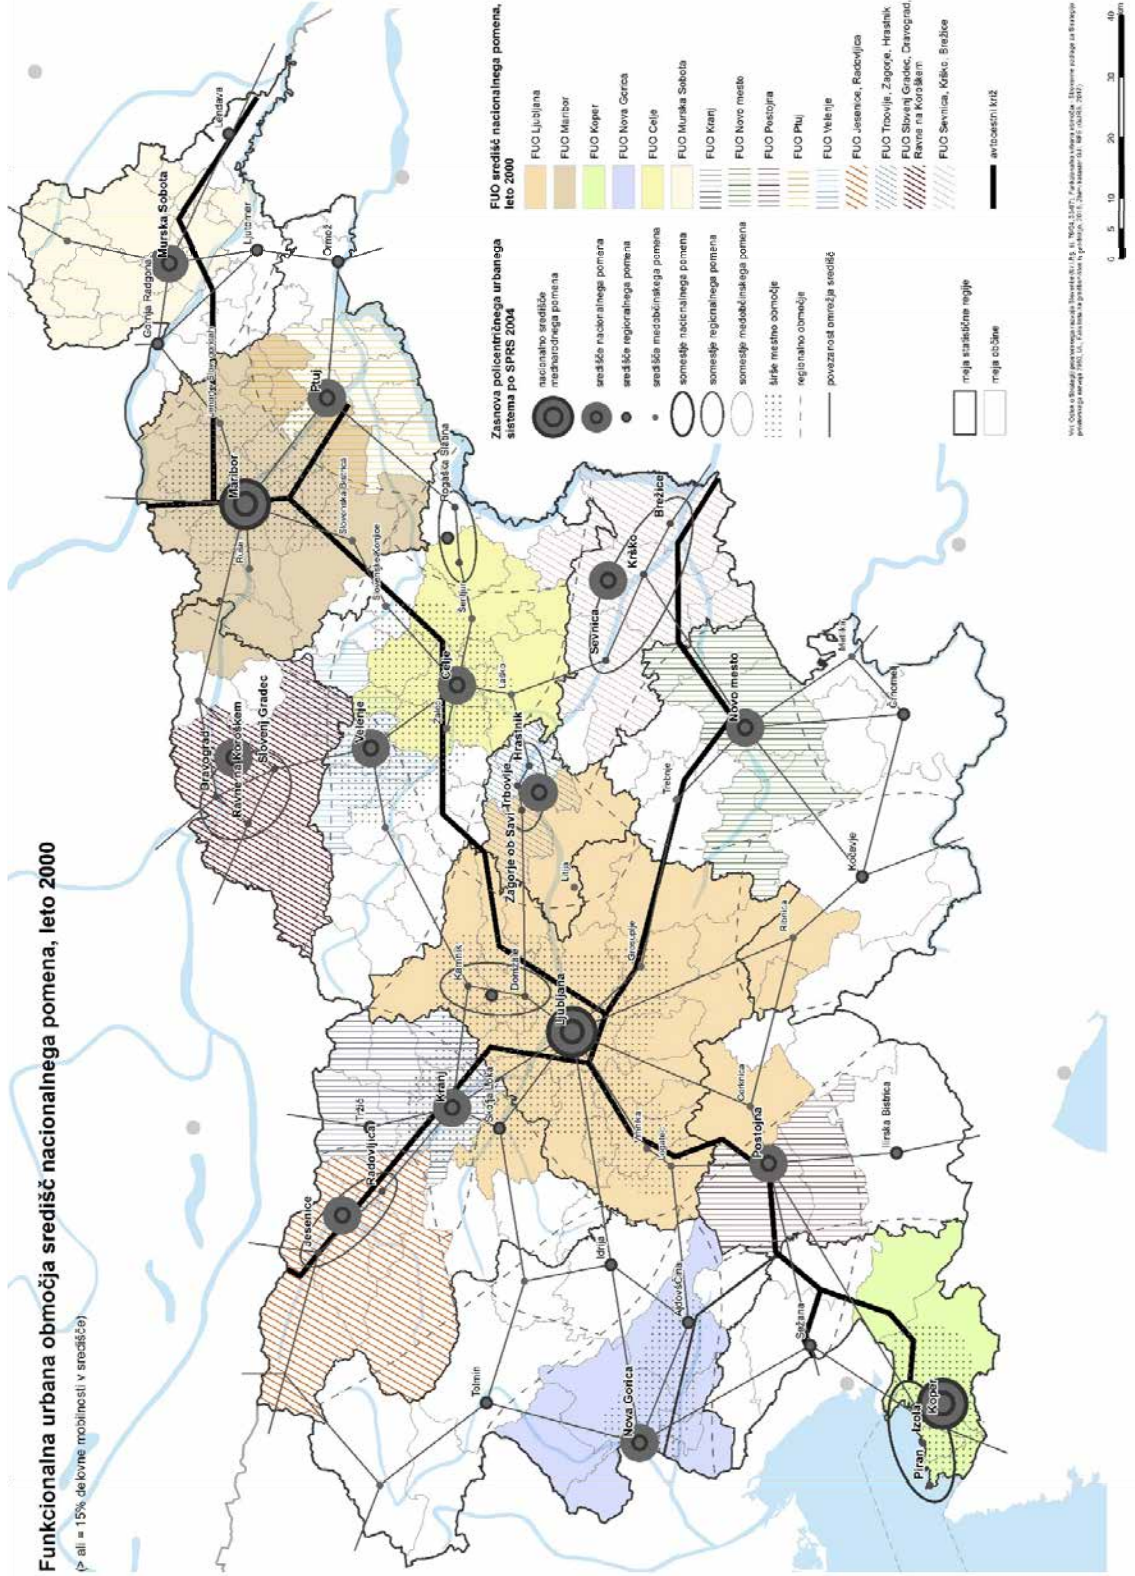 Funkcionalna urbana območja središč nacionalnega pomena, leto 2000
(> ali = 15% delovne mobilnosti v središče)
Lendava
Murska Sobota
Gornja Radgona
Ljutomer
Ormož
Ptuj
Maribor
Ruše
Slovenska Bistrica
Rogaška Slatina
Slovenske Konjice
Šentjur
Celje
Laško
Žalec
Velenje
Dravograd
Ravne na Koroškem
Slovenj Gradec
Hrastnik
Trbovlje
Zagorje ob Savi
Litija
Brežice
Krško
Sevnica
Novo mesto
Metlika
Črnomelj
Trebnje
Kočevje
Ribnica
Grosuplje
Kamnik
Domžale
Ljubljana
Kranj
Škofja Loka
Tržič
Radovljica
Jesenice
Vrhnika
Logatec
Cerknica
Postojna
Ilirska Bistrica
Idrija
Ajdovščina
Tolmin
Nova Gorica
Sežana
Koper
Izola
Piran
Zasnova policentričnega urbanega
sistema po SPRS 2004
nacionalno središče
mednarodnega pomena
središče nacionalnega pomena
središče regionalnega pomena
središče medobčinskega pomena
somestje nacionalnega pomena
somestje regionalnega pomena
somestje medobčinskega pomena
širše mestno območje
regionalno območje
povezanost omrežja središč
meja statistične regije
meja občine
FUO središč nacionalnega pomena,
leto 2000
FUO Ljubljana
FUO Maribor
FUO Koper
FUO Nova Gorica
FUO Celje
FUO Murska Sobota
FUO Kranj
FUO Novo mesto
FUO Postojna
FUO Ptuj
FUO Velenje
FUO Jesenice, Radovljica
FUO Trbovlje, Zagorje, Hrastnik
FUO Slovenj Gradec, Dravograd,
Ravne na Koroškem
FUO Sevnica, Krško, Brežice
avtocestni križ
0 5 10 20 30 40
km